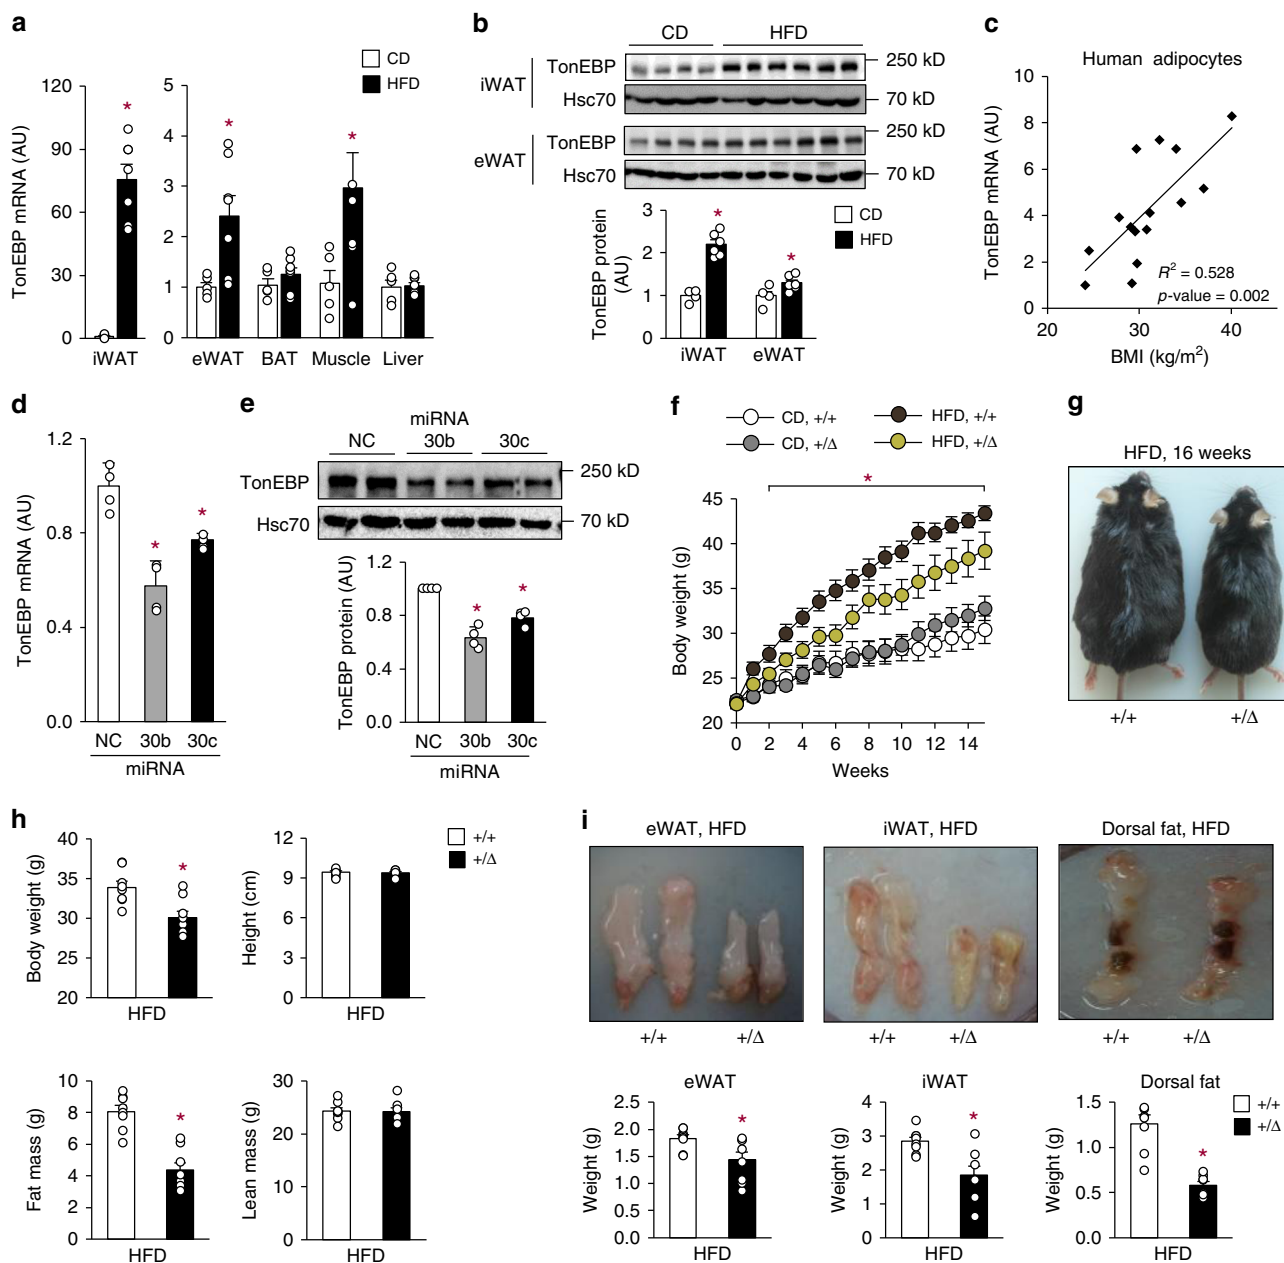 a
CD
HFD
TonEBP mRNA (AU)
120
90
60
30
0
*
iWAT
5
4
3
2
1
0
*
*
eWAT BAT Muscle Liver
b
CD HFD
iWAT
TonEBP
250 kD
Hsc70
70 kD
eWAT
TonEBP
250 kD
Hsc70
70 kD
TonEBP protein
(AU)
3
2
1
0
*
*
CD
HFD
iWAT eWAT
c
Human adipocytes
TonEBP mRNA (AU)
10
8
6
4
2
0
R² = 0.528
p-value = 0.002
20 30 40
BMI (kg/m²)
d
TonEBP mRNA (AU)
1.2
0.8
0.4
0.0
*
*
NC 30b 30c
miRNA
e
miRNA
NC 30b 30c
TonEBP
250 kD
Hsc70
70 kD
TonEBP protein (AU)
1.2
0.8
0.4
0.0
*
*
NC 30b 30c
miRNA
f
CD, +/+
HFD, +/+
CD, +/Δ
HFD, +/Δ
*
Body weight (g)
45
40
35
30
25
20
0 2 4 6 8 10 12 14
Weeks
g
HFD, 16 weeks
+/+ +/Δ
h
Body weight (g)
40
35
30
25
20
*
HFD
Height (cm)
12
9
6
3
0
HFD
+/+
+/Δ
Fat mass (g)
10
8
6
4
2
0
*
HFD
Lean mass (g)
30
20
10
0
HFD
i
eWAT, HFD
iWAT, HFD
Dorsal fat, HFD
+/+ +/Δ
+/+ +/Δ
+/+ +/Δ
eWAT
Weight (g)
2.5
2.0
1.5
1.0
0.5
0.0
*
HFD
iWAT
Weight (g)
4
3
2
1
0
*
HFD
Dorsal fat
Weight (g)
1.5
1.0
0.5
0.0
*
HFD
+/+
+/Δ